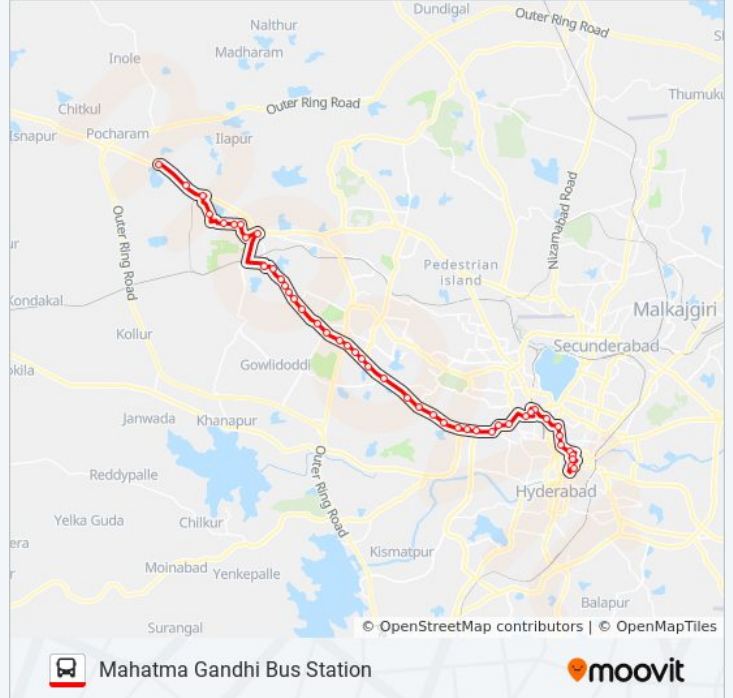 Dundigal
Outer Ring Road
Nalthur
Madharam
Inole
Thumuku
Chitkul
Outer Ring Road
Isnapur
Pocharam
Ilapur
Nizamabad Road
Outer Ring Road
Pedestrian
island
Kondakal
Malkajgiri
Kollur
Secunderabad
Gowlidoddi
Janwada
Khanapur
Outer Ring Road
Reddypalle
Hyderabad
Yelka Guda
Chilkur
Kismatpur
Moinabad
Yenkepalle
Balapur
Surangal
© OpenStreetMap contributors | © OpenMapTiles
Mahatma Gandhi Bus Station
moovit